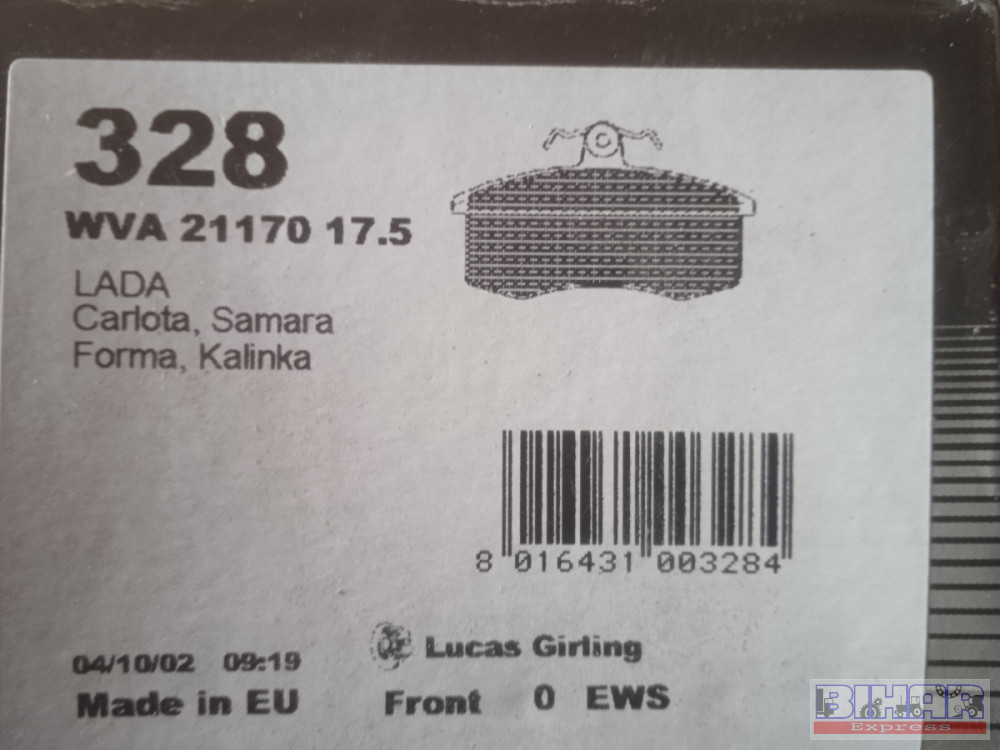 328
WVA 21170 17.5
LADA
Carlota, Samara
Forma, Kalinka
8 016431 003284
04/10/02 09:19
Lucas Girling
Made in EU
Front 0 EWS
BIHAR
Express